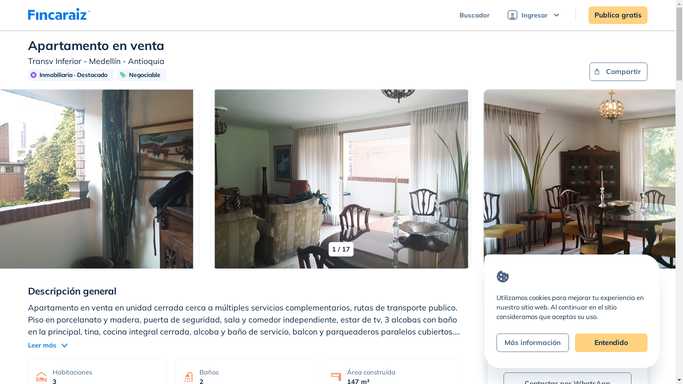 Fincaraíz
Buscador
Ingresar
Publica gratis
Apartamento en venta
Transv Inferior - Medellín - Antioquia
Inmobiliaria · Destacado
Negociable
Compartir
1 / 17
Descripción general
Apartamento en venta en unidad cerrada cerca a múltiples servicios complementarios, rutas de transporte publico.
Piso en porcelanato y madera, puerta de seguridad, sala y comedor independiente, estar de tv, 3 alcobas con baño
en la principal, tina, cocina integral cerrada, alcoba y baño de servicio, balcon y parqueaderos paralelos cubiertos....
Leer más
Habitaciones
3
Baños
2
Área construida
147 m²
Utilizamos cookies para mejorar tu experiencia en
nuestro sitio web. Al continuar en el sitio
consideramos que aceptas su uso.
Más información
Entendido
Contactar por WhatsApp